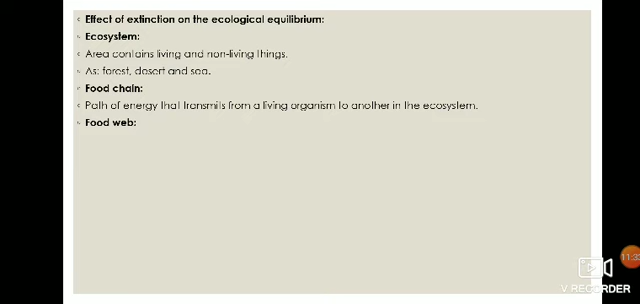 Effect of extinction on the ecological equilibrium:
Ecosystem:
Area contains living and non-living things.
As: forest, desert and sea.
Food chain:
Path of energy that transmits from a living organism to another in the ecosystem.
Food web:
11:33
V RECORDER